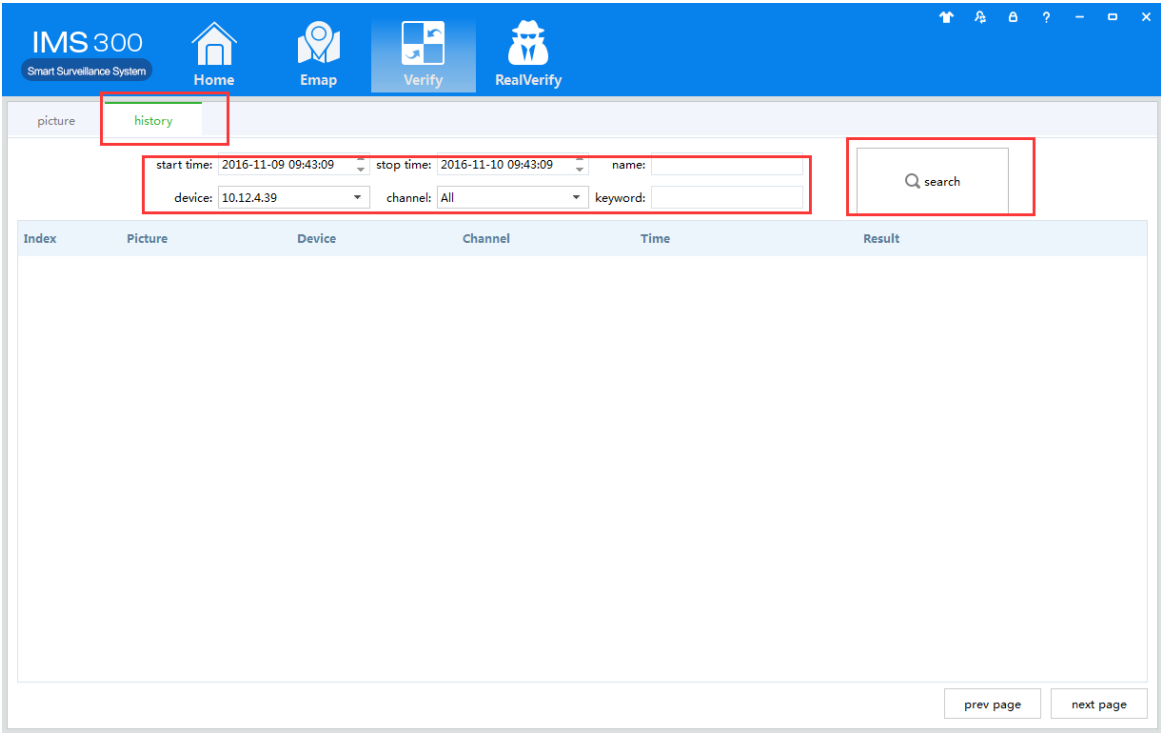 IMS 300
Smart Surveillance System
Home Emap Verify RealVerify
?
picture history
start time: 2016-11-09 09:43:09 stop time: 2016-11-10 09:43:09 name:
search
device: 10.12.4.39 channel: All keyword:
Index Picture Device Channel Time Result
prev page next page